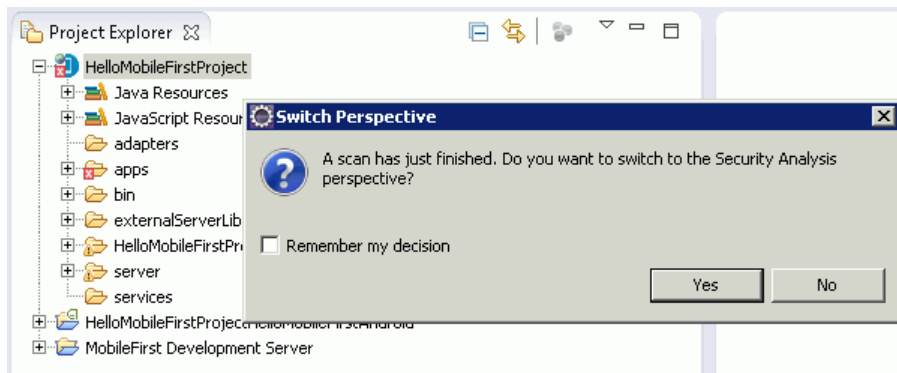 Project Explorer
HelloMobileFirstProject
Java Resources
JavaScript Resour
adapters
apps
bin
externalServerLib
HelloMobileFirstPr
server
services
MobileFirst Development Server
Switch Perspective
A scan has just finished. Do you want to switch to the Security Analysis
perspective?
Remember my decision
Yes No